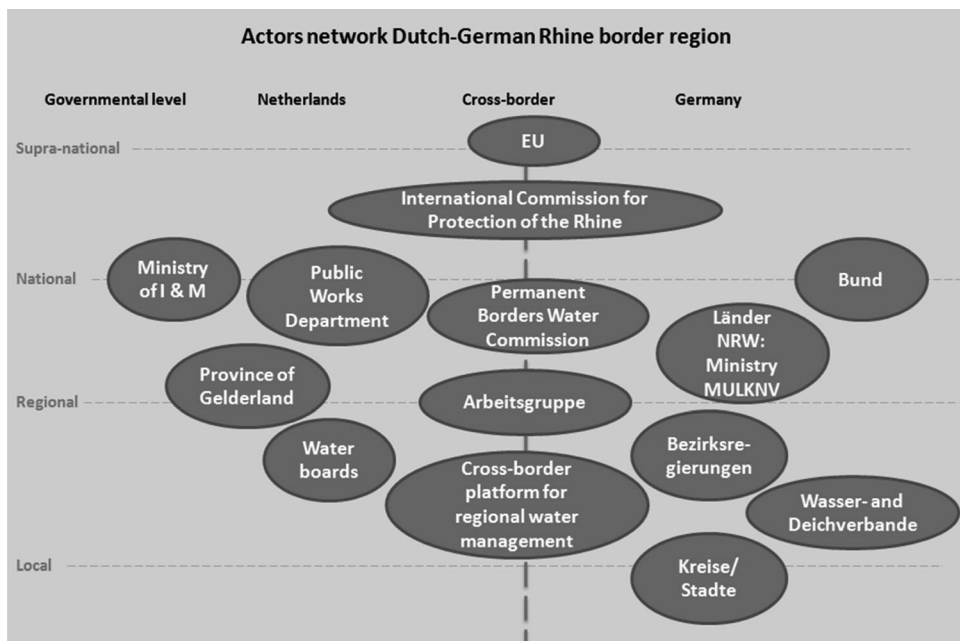 Actors network Dutch-German Rhine border region
Governmental level
Netherlands
Cross-border
Germany
Supra-national
EU
International Commission for
Protection of the Rhine
National
Ministry
of I & M
Public
Works
Department
Permanent
Borders Water
Commission
Bund
Länder
NRW:
Ministry
MULKNV
Regional
Province of
Gelderland
Arbeitsgruppe
Water
boards
Bezirksre-
gierungen
Cross-border
platform for
regional water
management
Wasser- and
Deichverbande
Local
Kreise/
Stadte